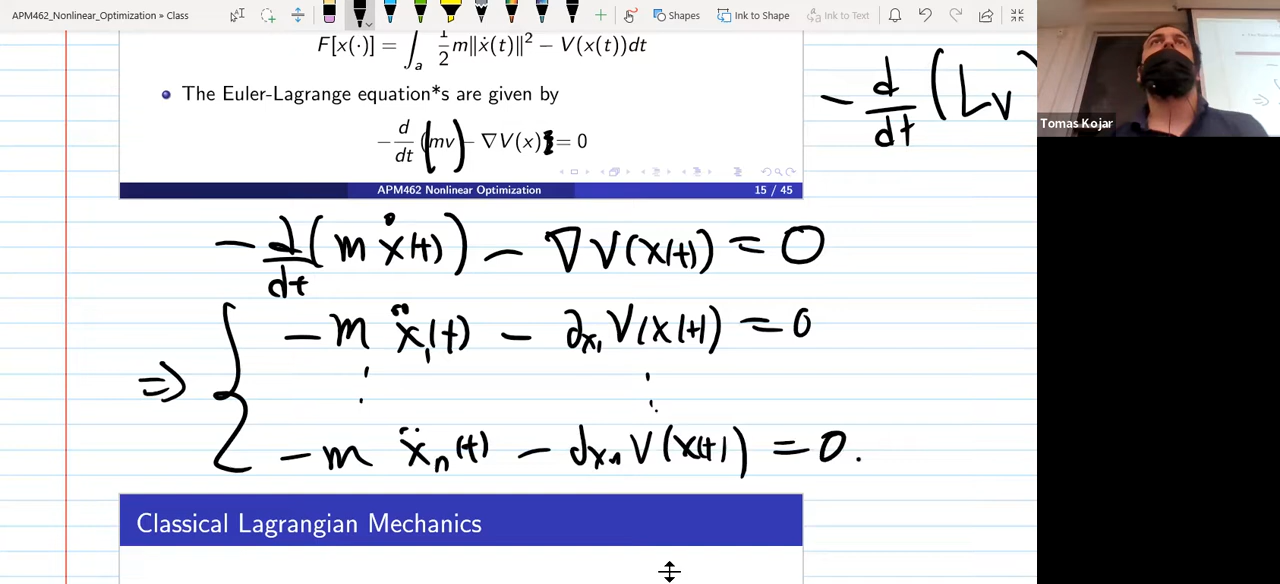 APM462_Nonlinear_Optimization » Class
Shapes Ink to Shape Ink to Text
F[x(·)] = ∫ₐ ½m‖ẋ(t)‖² − V(x(t))dt
The Euler-Lagrange equation*s are given by
−d/dt (mv) − ∇V(x) = 0
− d/dt (Lv
Tomas Kojar
APM462 Nonlinear Optimization 15 / 45
− d/dt (m ẋ(t)) − ∇V(x(t)) = 0
⇒ { − m ẍ₁(t) − ∂x₁ V(x(t)) = 0
⋮ ⋮
− m ẍₙ(t) − ∂xₙ V(x(t)) = 0.
Classical Lagrangian Mechanics